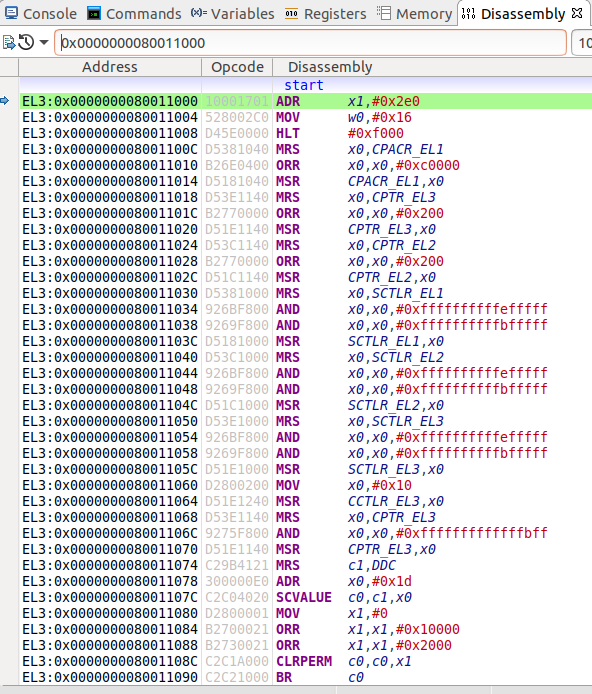 Console Commands (x)= Variables Registers Memory Disassembly
0x0000000080011000 10
Address Opcode Disassembly
start
EL3:0x0000000080011000 10001701 ADR x1,#0x2e0
EL3:0x0000000080011004 528002C0 MOV w0,#0x16
EL3:0x0000000080011008 D45E0000 HLT #0xf000
EL3:0x000000008001100C D5381040 MRS x0,CPACR_EL1
EL3:0x0000000080011010 B26E0400 ORR x0,x0,#0xc0000
EL3:0x0000000080011014 D5181040 MSR CPACR_EL1,x0
EL3:0x0000000080011018 D53E1140 MRS x0,CPTR_EL3
EL3:0x000000008001101C B2770000 ORR x0,x0,#0x200
EL3:0x0000000080011020 D51E1140 MSR CPTR_EL3,x0
EL3:0x0000000080011024 D53C1140 MRS x0,CPTR_EL2
EL3:0x0000000080011028 B2770000 ORR x0,x0,#0x200
EL3:0x000000008001102C D51C1140 MSR CPTR_EL2,x0
EL3:0x0000000080011030 D5381000 MRS x0,SCTLR_EL1
EL3:0x0000000080011034 926BF800 AND x0,x0,#0xffffffffffefffff
EL3:0x0000000080011038 9269F800 AND x0,x0,#0xffffffffffbfffff
EL3:0x000000008001103C D5181000 MSR SCTLR_EL1,x0
EL3:0x0000000080011040 D53C1000 MRS x0,SCTLR_EL2
EL3:0x0000000080011044 926BF800 AND x0,x0,#0xffffffffffefffff
EL3:0x0000000080011048 9269F800 AND x0,x0,#0xffffffffffbfffff
EL3:0x000000008001104C D51C1000 MSR SCTLR_EL2,x0
EL3:0x0000000080011050 D53E1000 MRS x0,SCTLR_EL3
EL3:0x0000000080011054 926BF800 AND x0,x0,#0xffffffffffefffff
EL3:0x0000000080011058 9269F800 AND x0,x0,#0xffffffffffbfffff
EL3:0x000000008001105C D51E1000 MSR SCTLR_EL3,x0
EL3:0x0000000080011060 D2800200 MOV x0,#0x10
EL3:0x0000000080011064 D51E1240 MSR CCTLR_EL3,x0
EL3:0x0000000080011068 D53E1140 MRS x0,CPTR_EL3
EL3:0x000000008001106C 9275F800 AND x0,x0,#0xfffffffffffffbff
EL3:0x0000000080011070 D51E1140 MSR CPTR_EL3,x0
EL3:0x0000000080011074 C29B4121 MRS c1,DDC
EL3:0x0000000080011078 300000E0 ADR x0,#0x1d
EL3:0x000000008001107C C2C04020 SCVALUE c0,c1,x0
EL3:0x0000000080011080 D2800001 MOV x1,#0
EL3:0x0000000080011084 B2700021 ORR x1,x1,#0x10000
EL3:0x0000000080011088 B2730021 ORR x1,x1,#0x2000
EL3:0x000000008001108C C2C1A000 CLRPERM c0,c0,x1
EL3:0x0000000080011090 C2C21000 BR c0